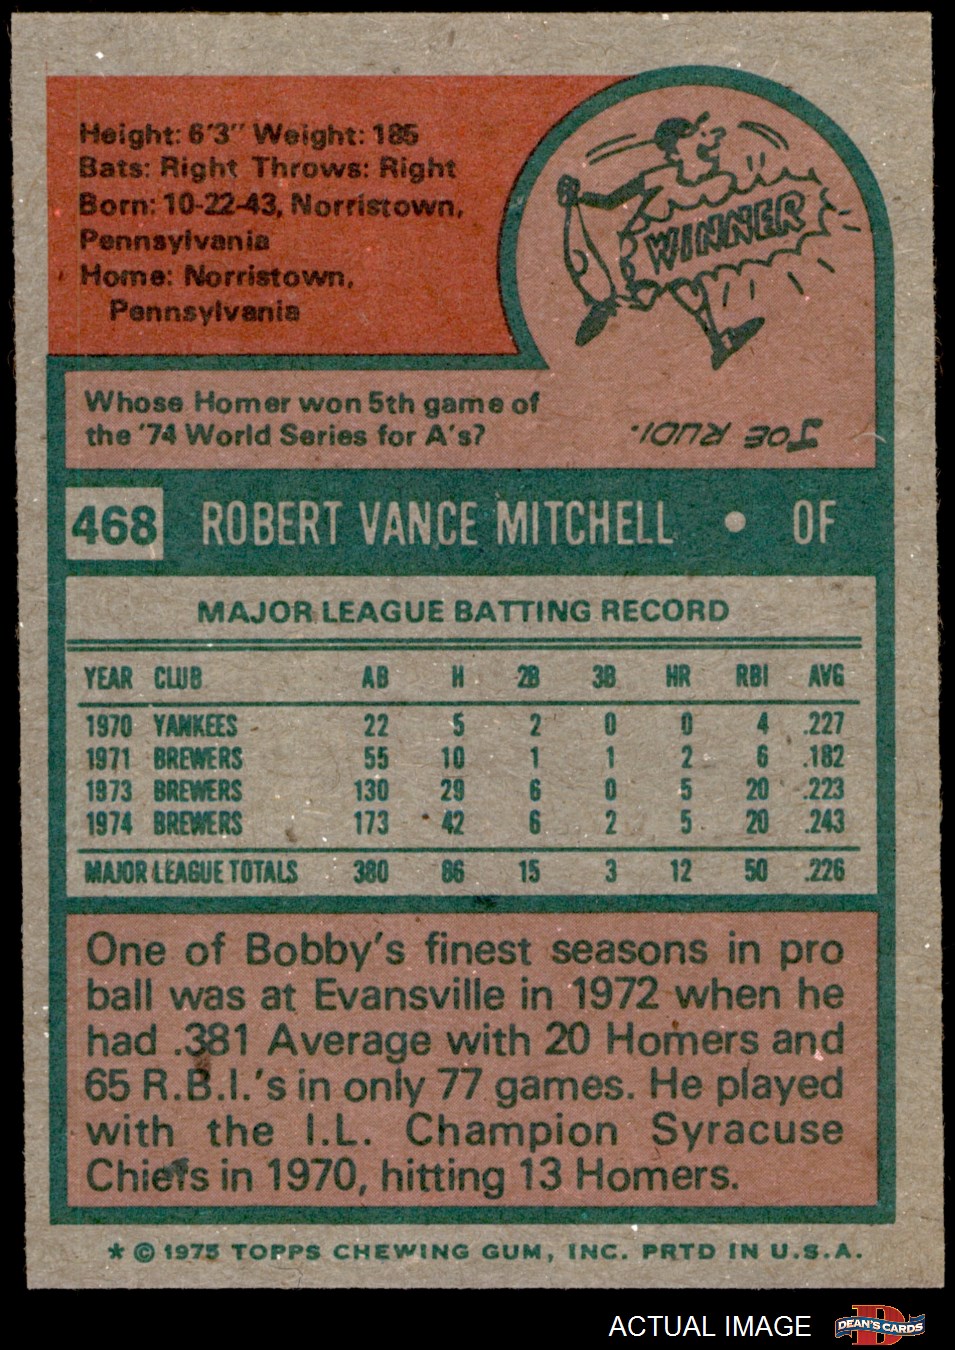 Height: 6'3" Weight: 185
Bats: Right Throws: Right
Born: 10-22-43, Norristown,
Pennsylvania
Home: Norristown,
Pennsylvania
WINNER
Whose Homer won 5th game of
the '74 World Series for A's?
JOE RUDI.
468 ROBERT VANCE MITCHELL • OF
MAJOR LEAGUE BATTING RECORD
YEAR CLUB AB H 2B 3B HR RBI AVG
1970 YANKEES 22 5 2 0 0 4 .227
1971 BREWERS 55 10 1 1 2 6 .182
1973 BREWERS 130 29 6 0 5 20 .223
1974 BREWERS 173 42 6 2 5 20 .243
MAJOR LEAGUE TOTALS 380 86 15 3 12 50 .226
One of Bobby's finest seasons in pro
ball was at Evansville in 1972 when he
had .381 Average with 20 Homers and
65 R.B.I.'s in only 77 games. He played
with the I.L. Champion Syracuse
Chiefs in 1970, hitting 13 Homers.
* © 1975 TOPPS CHEWING GUM, INC. PRTD IN U.S.A.
ACTUAL IMAGE
D
DEAN'S CARDS